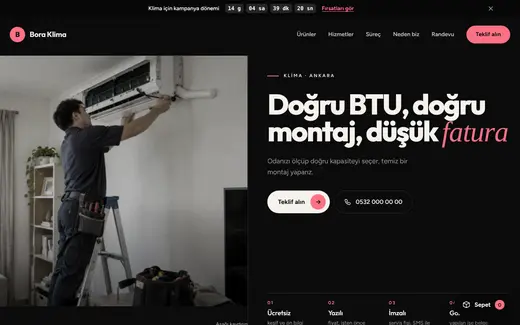 Klima için kampanya dönemi 14 g 04 sa 39 dk 20 sn Fırsatları gör
B Bora Klima
Ürünler Hizmetler Süreç Neden biz Randevu Teklif alın
KLİMA · ANKARA
Doğru BTU, doğru
montaj, düşük fatura
Odanızı ölçüp doğru kapasiteyi seçer, temiz bir
montaj yaparız.
Teklif alın
0532 000 00 00
01 02 03
Ücretsiz Yazılı İmzalı
Sepet 0